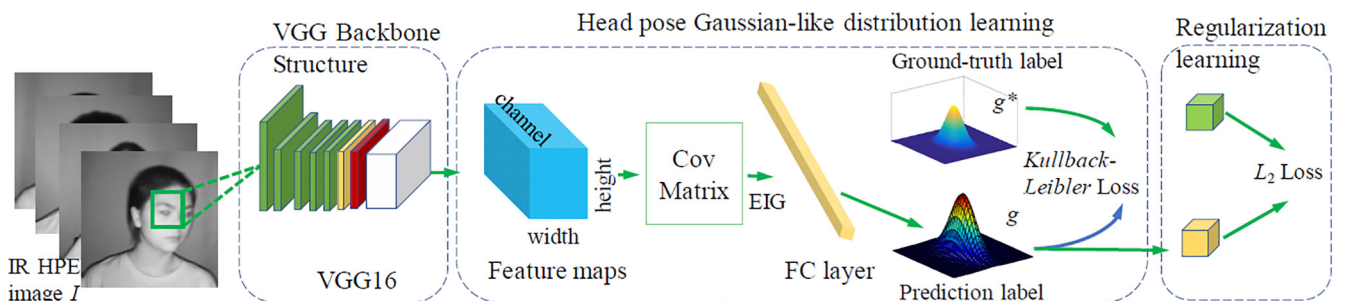 Head pose Gaussian-like distribution learning
VGG Backbone
Structure
Regularization
learning
Ground-truth label
channel
g*
Cov
Matrix
height
EIG
Kullback-
Leibler Loss
L₂ Loss
g
width
IR HPE
image I
VGG16
Feature maps
FC layer
Prediction label